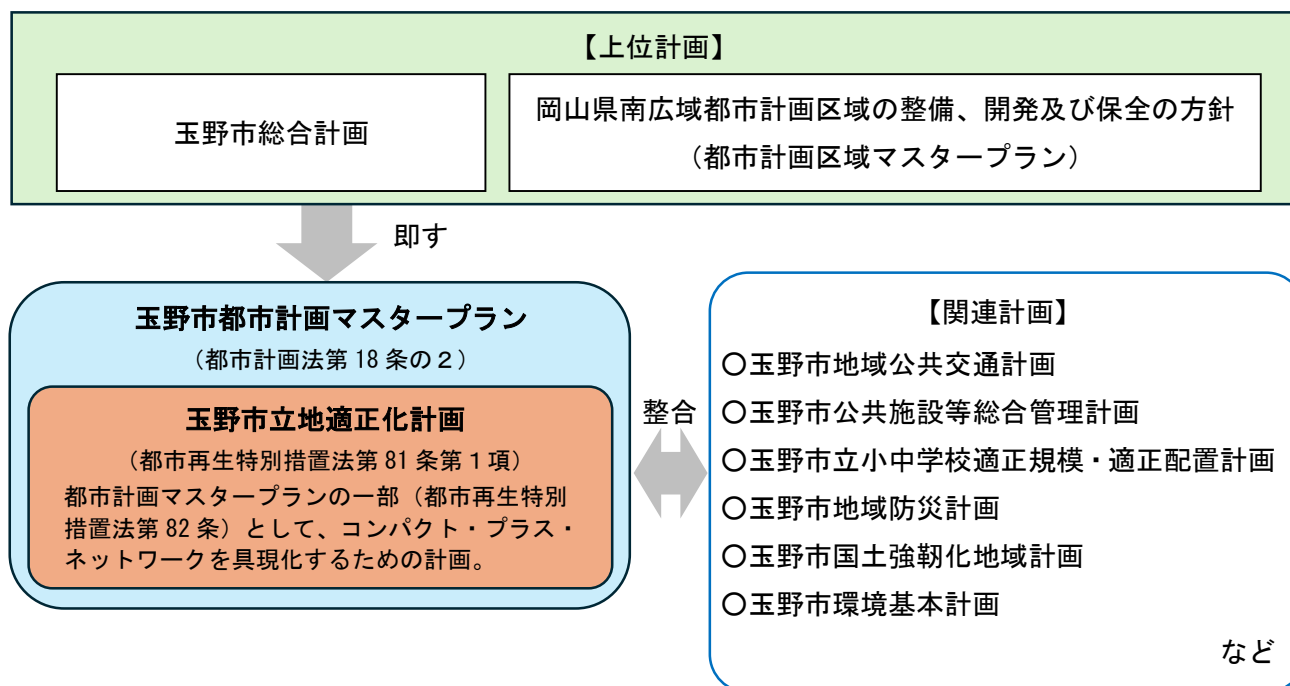 【上位計画】
玉野市総合計画
岡山県南広域都市計画区域の整備、開発及び保全の方針
（都市計画区域マスタープラン）
即す
玉野市都市計画マスタープラン
（都市計画法第 18 条の２）
玉野市立地適正化計画
（都市再生特別措置法第 81 条第１項）
都市計画マスタープランの一部（都市再生特別
措置法第 82 条）として、コンパクト・プラス・
ネットワークを具現化するための計画。
整合
【関連計画】
〇玉野市地域公共交通計画
〇玉野市公共施設等総合管理計画
〇玉野市立小中学校適正規模・適正配置計画
〇玉野市地域防災計画
〇玉野市国土強靭化地域計画
〇玉野市環境基本計画
など